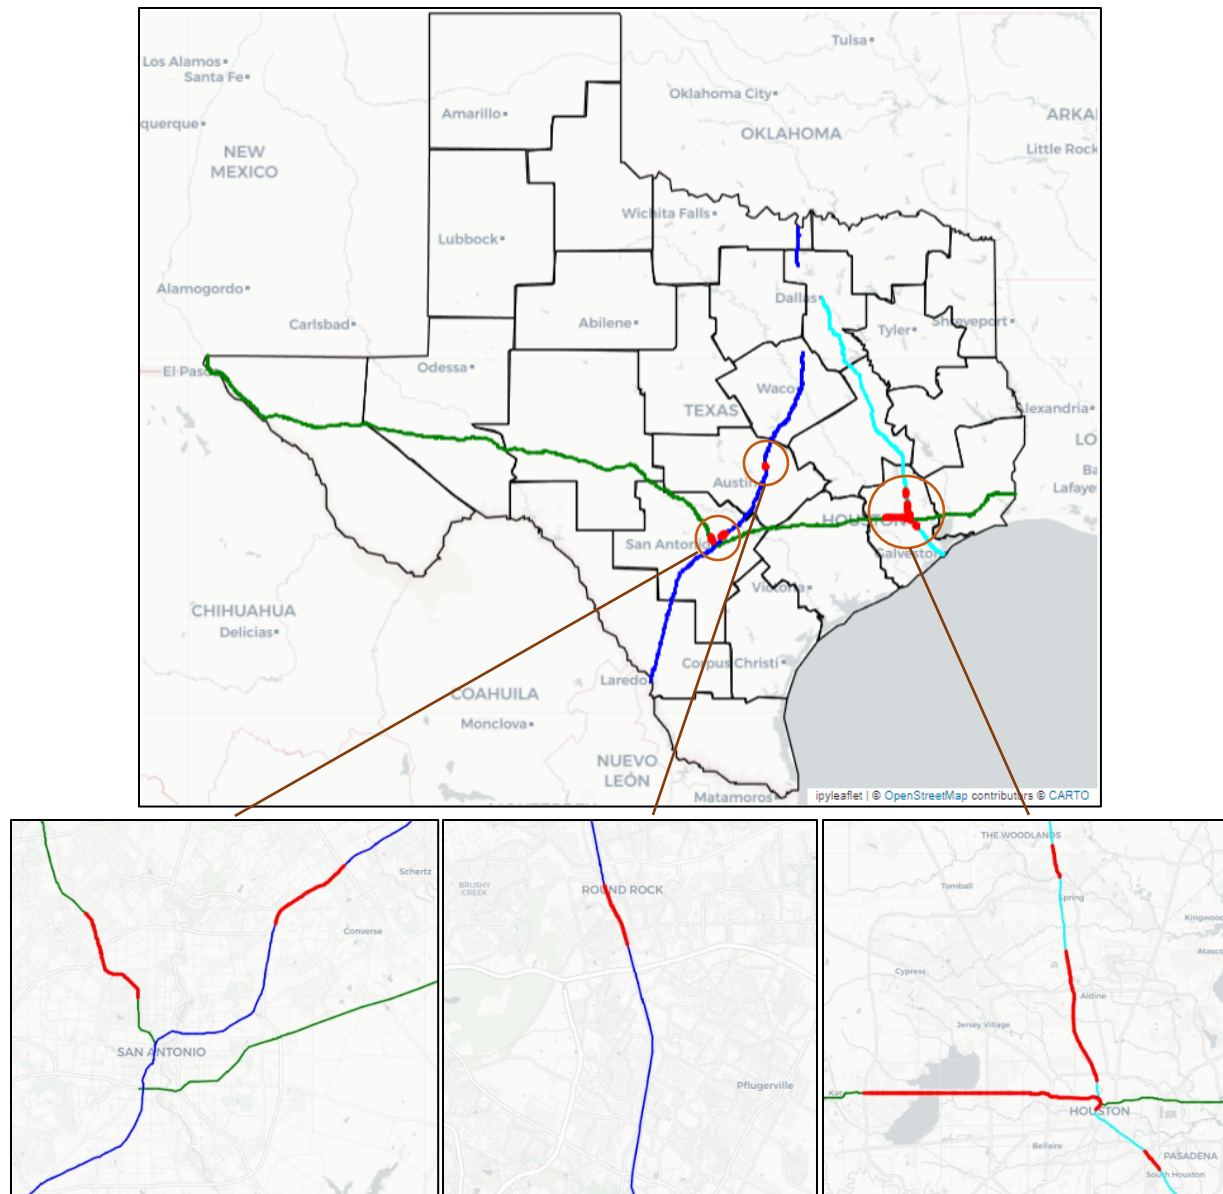 Tulsa
Los Alamos
Santa Fe
Oklahoma City
Amarillo
querque
ARKA
OKLAHOMA
Little Rock
NEW
MEXICO
Wichita Falls
Lubbock
Alamogordo
Dallas
Carlsbad
Abilene
Tyler
Shreveport
El Paso
Odessa
Waco
TEXAS
Alexandria
LO
Ba
Austin
Lafaye
HOUSTON
San Antonio
Galveston
Victoria
CHIHUAHUA
Delicias
Corpus Christi
Laredo
COAHUILA
Monclova
NUEVO
LEÓN
Matamoros
ipyleaflet | © OpenStreetMap contributors © CARTO
Schertz
Converse
SAN ANTONIO
BRUSHY
CREEK
ROUND ROCK
Pflugerville
THE WOODLANDS
Tomball
Spring
Kingwood
Atasco
Cypress
Aldine
Jersey Village
Katy
HOUSTON
Bellaire
PASADENA
South Houston